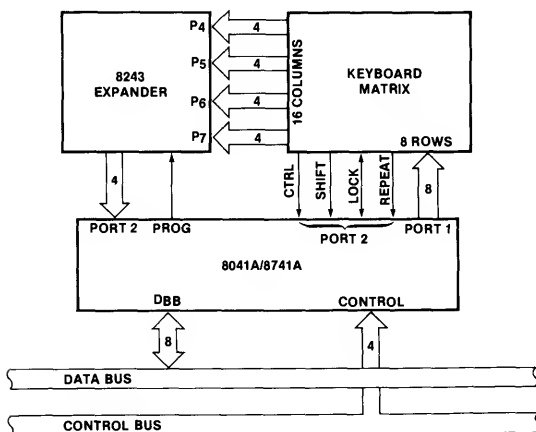 8243
EXPANDER
P4
P5
P6
P7
4
4
4
4
16 COLUMNS
KEYBOARD
MATRIX
8 ROWS
4
CTRL
SHIFT
LOCK
REPEAT
8
PORT 2
PROG
PORT 2
PORT 1
8041A/8741A
DBB
CONTROL
8
4
DATA BUS
CONTROL BUS